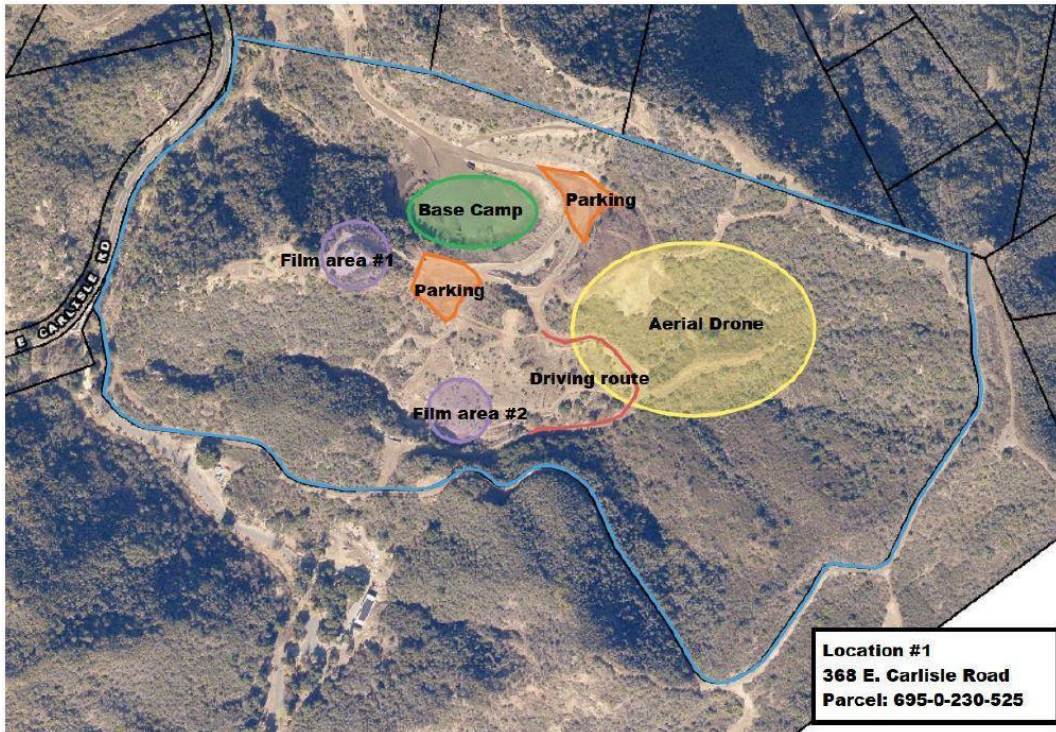 Base Camp
Parking
Film area #1
Parking
Aerial Drone
Driving route
Film area #2
E CARLISLE RD
Location #1
368 E. Carlisle Road
Parcel: 695-0-230-525